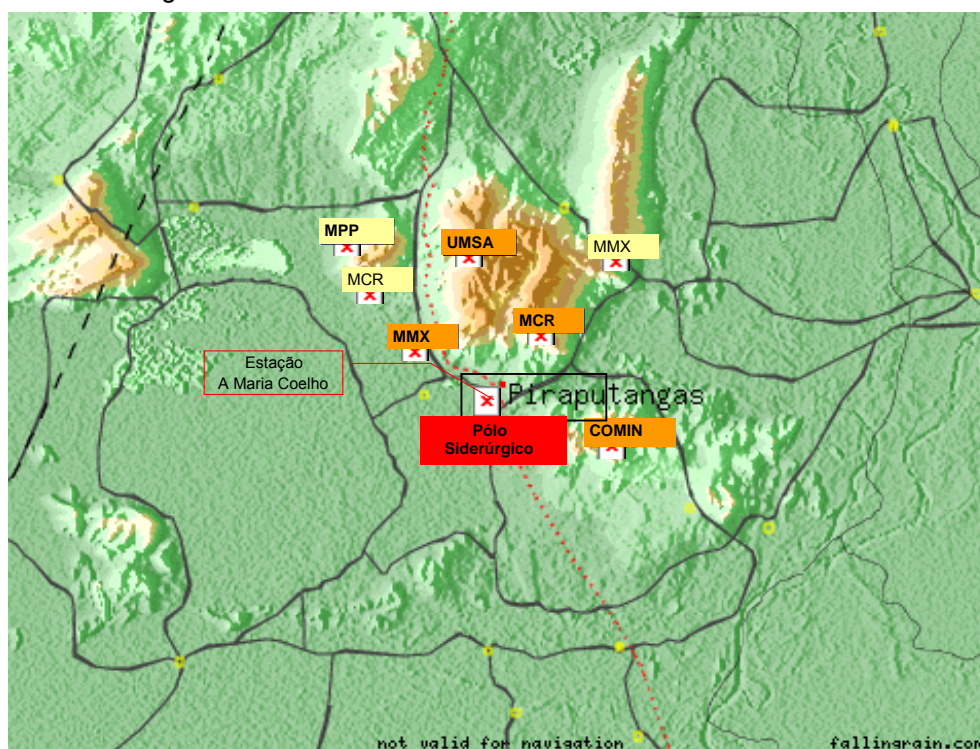 MPP
UMSA
MMX
MCR
MCR
MMX
Estação
A Maria Coelho
Piraputangas
Pólo
Siderúrgico
COMIN
not valid for navigation
fallingrain.com